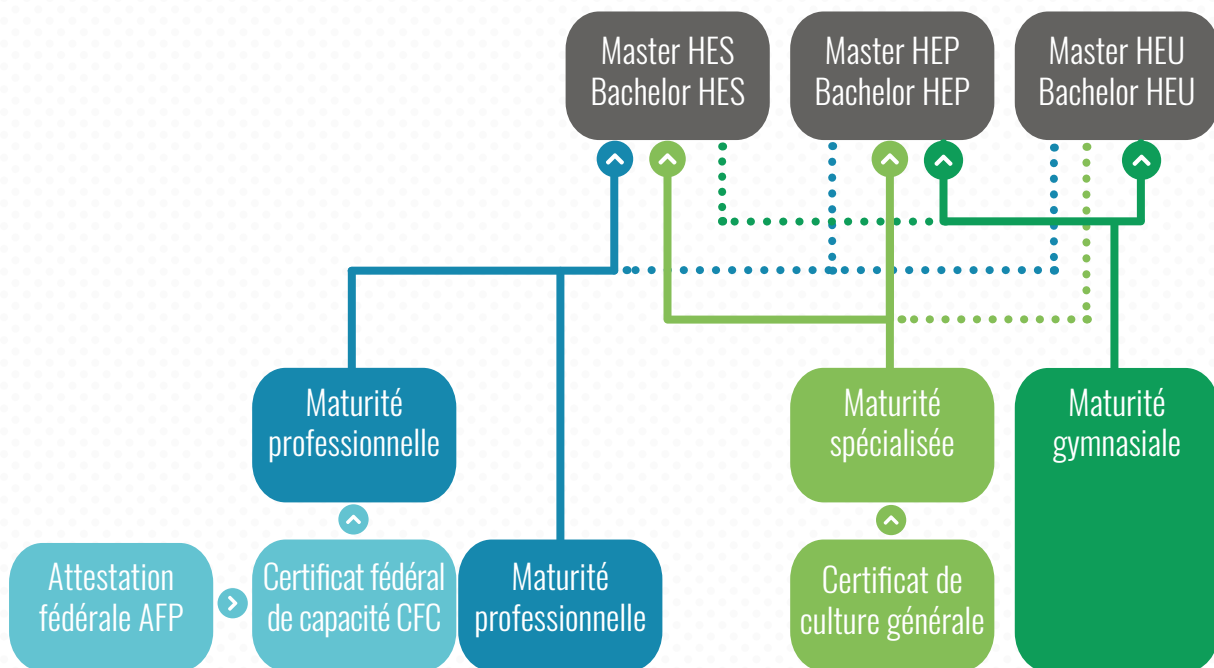 Master HES
Bachelor HES
Master HEP
Bachelor HEP
Master HEU
Bachelor HEU
Maturité
professionnelle
Maturité
spécialisée
Maturité
gymnasiale
Attestation
fédérale AFP
Certificat fédéral
de capacité CFC
Maturité
professionnelle
Certificat de
culture générale